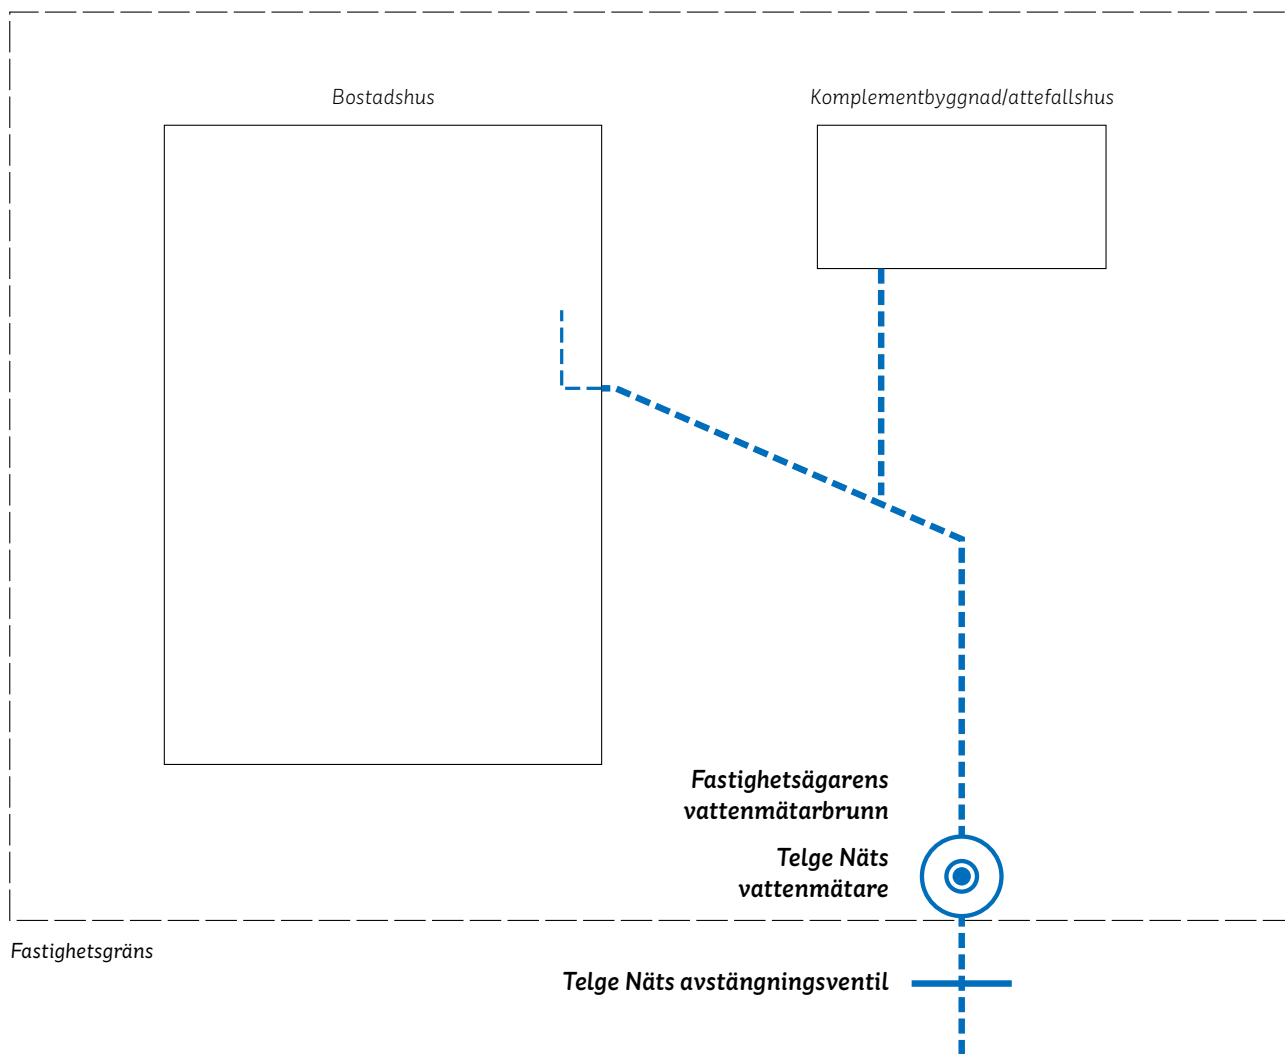 Bostadshus
Komplementbyggnad/attefallshus
Fastighetsägarens
vattenmätarbrunn
Telge Näts
vattenmätare
Fastighetsgräns
Telge Näts avstängningsventil